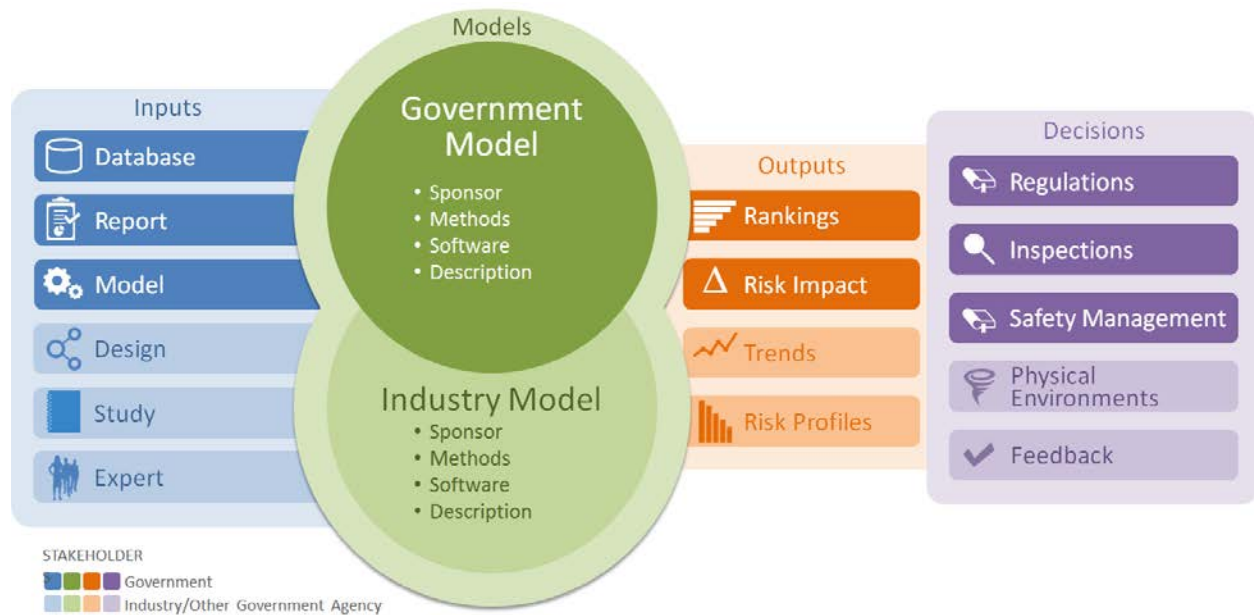 Models
Inputs
Database
Report
Model
Design
Study
Expert
Government
Model
• Sponsor
• Methods
• Software
• Description
Industry Model
• Sponsor
• Methods
• Software
• Description
Outputs
Rankings
Δ Risk Impact
Trends
Risk Profiles
Decisions
Regulations
Inspections
Safety Management
Physical
Environments
Feedback
STAKEHOLDER
S
Government
Industry/Other Government Agency